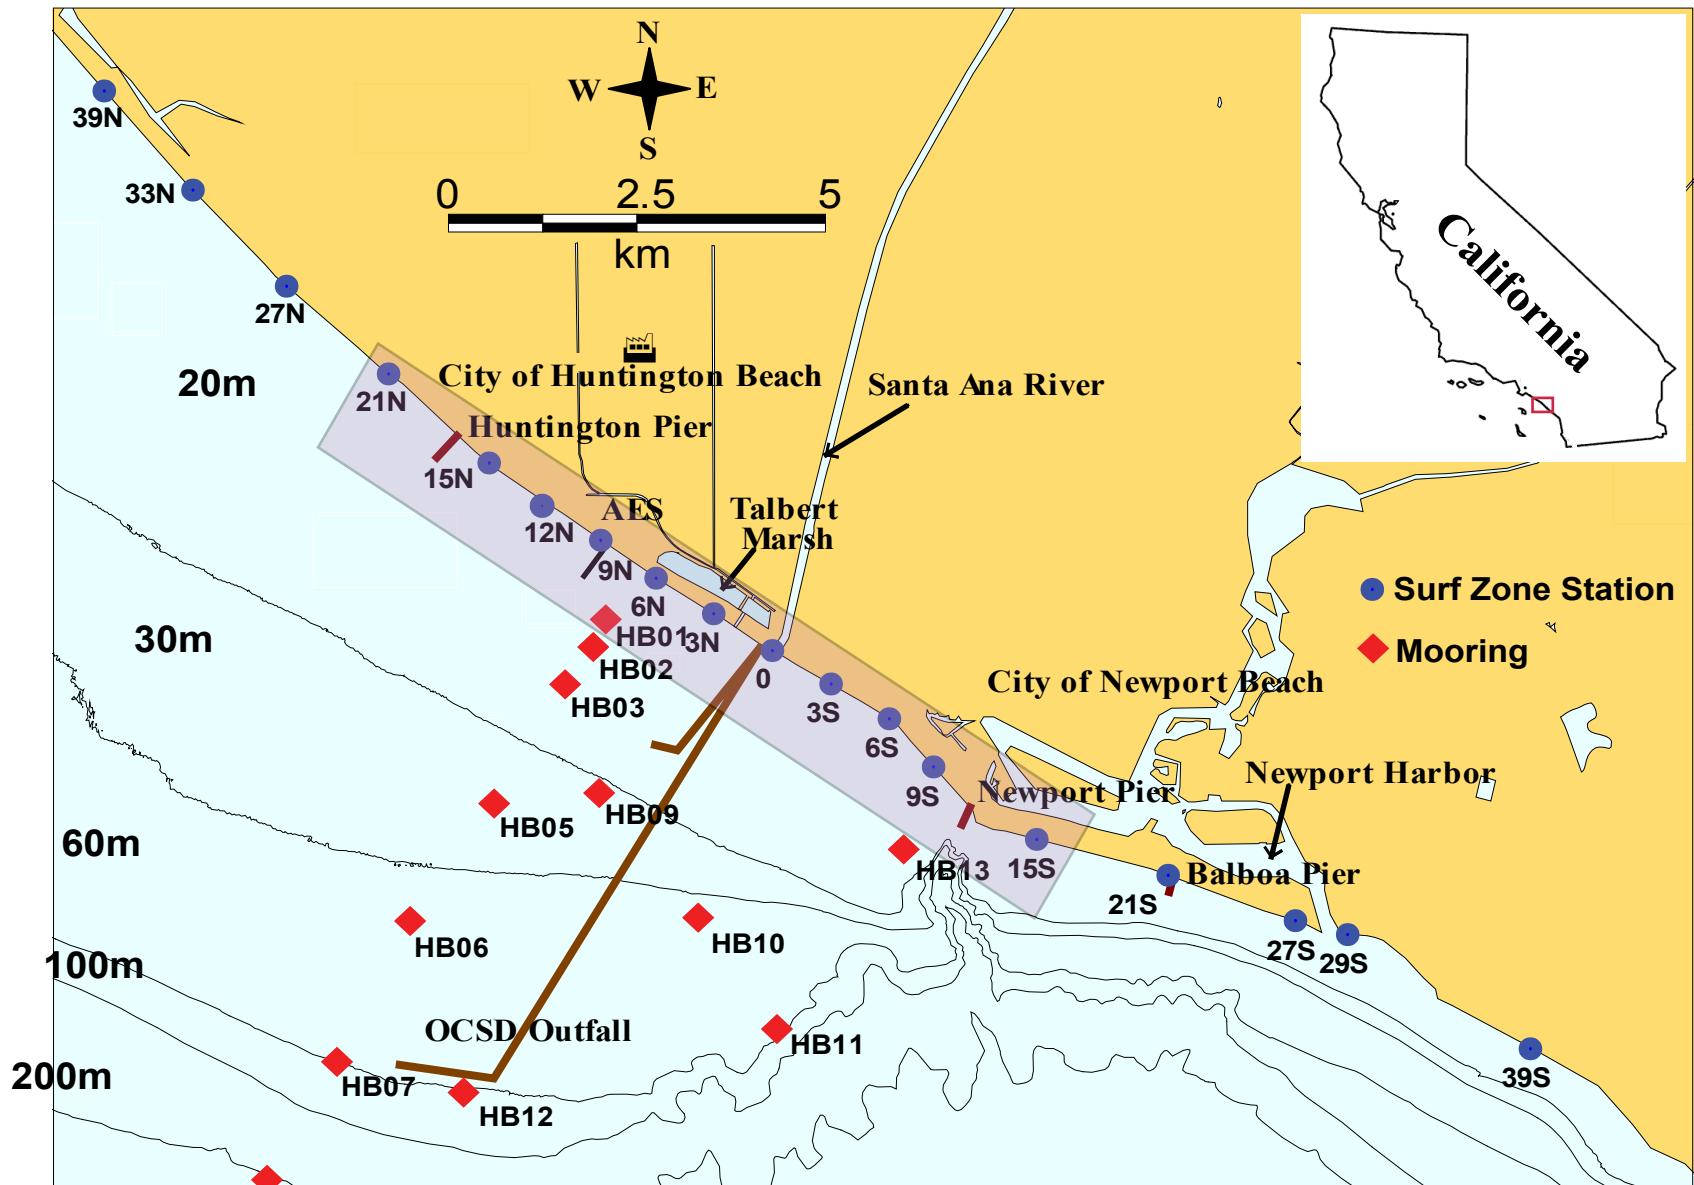 N
W E
S
0 2.5 5
km
California
39N
33N
27N
20m
21N
City of Huntington Beach
Santa Ana River
Huntington Pier
15N
AES
12N
Talbert
Marsh
9N
6N
3N
HB01
HB02
HB03
0
30m
Surf Zone Station
Mooring
City of Newport Beach
3S
6S
9S
Newport Pier
Newport Harbor
HB05
HB09
60m
HB13
15S
Balboa Pier
21S
HB06
HB10
27S
29S
100m
OCSD Outfall
HB11
HB07
HB12
39S
200m